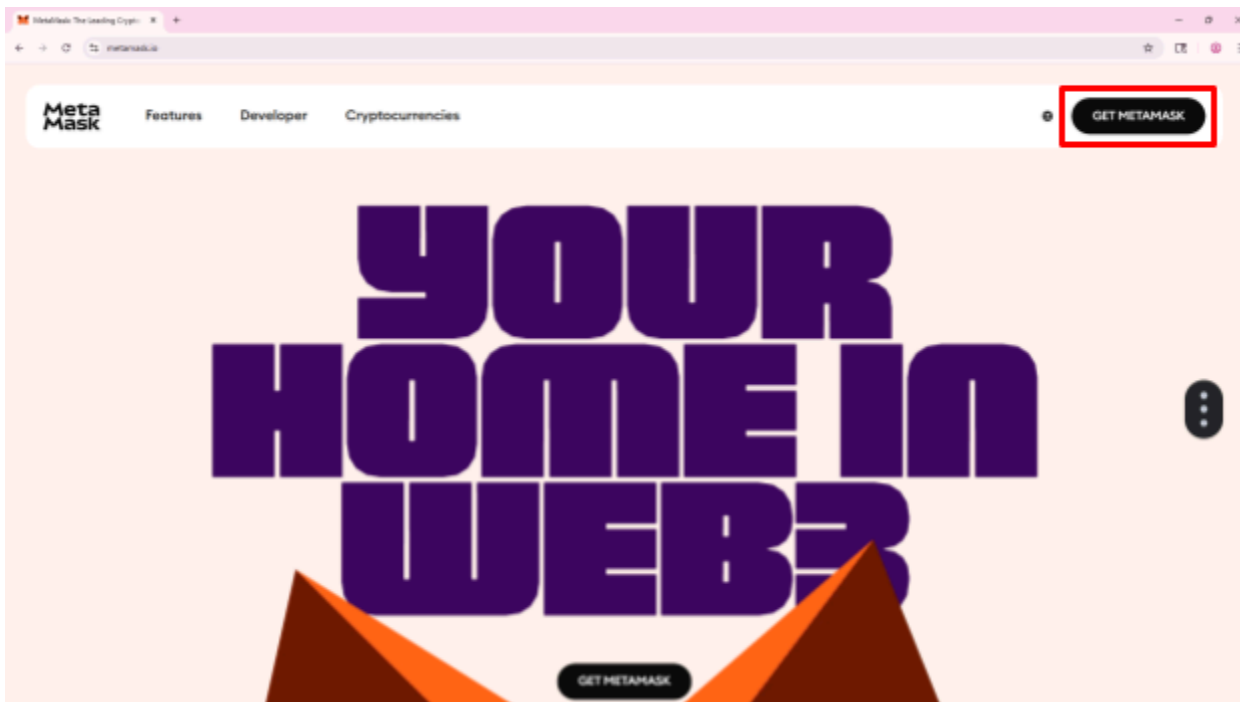 MetaMask: The Leading Crypto
metamask.io
Meta
Mask
Features
Developer
Cryptocurrencies
GET METAMASK
YOUR
HOME IN
WEB3
GET METAMASK